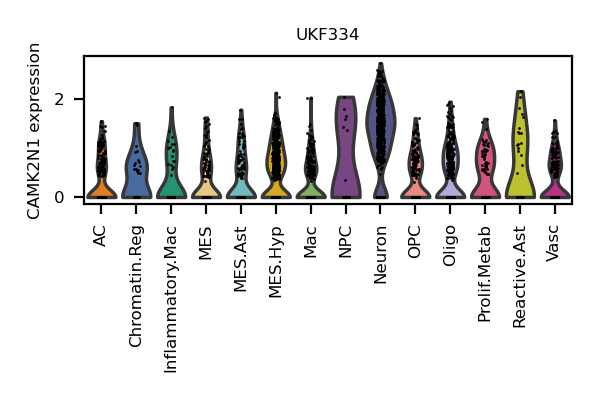 UKF334
CAMK2N1 expression
2
0
AC
Chromatin.Reg
Inflammatory.Mac
MES
MES.Ast
MES.Hyp
Mac
NPC
Neuron
OPC
Oligo
Prolif.Metab
Reactive.Ast
Vasc